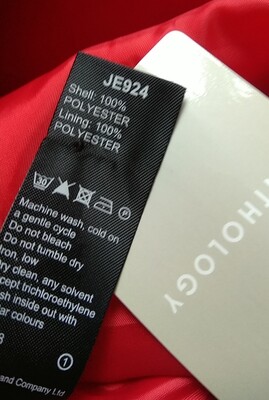 JE924
Shell: 100%
POLYESTER
Lining: 100%
POLYESTER
30 P
Machine wash, cold on
a gentle cycle
Do not bleach
Do not tumble dry
Iron, low
Dry clean, any solvent
except trichloroethylene
Wash inside out with
colours
1
and Company Ltd
THOLOGY